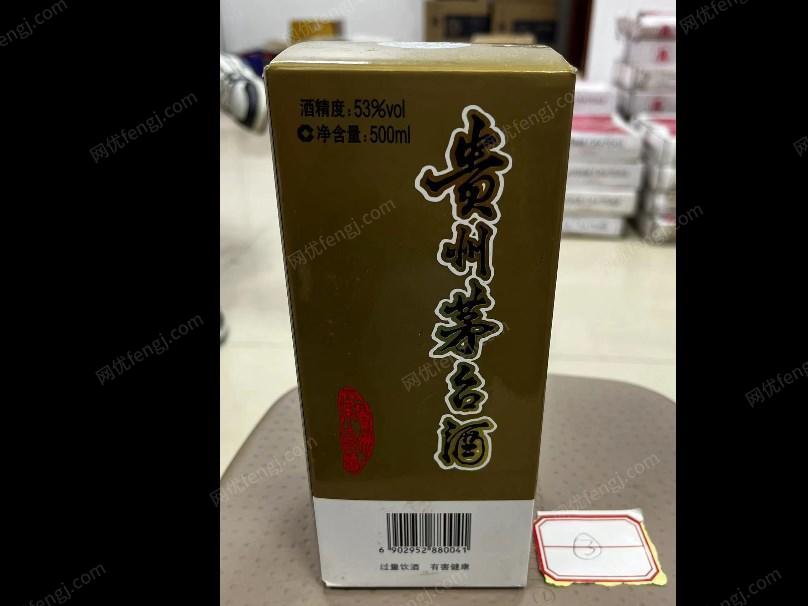 酒精度:53%vol
净含量:500ml
贵州茅台酒
6 902952 880041
过量饮酒 有害健康
3
网优fengj.com